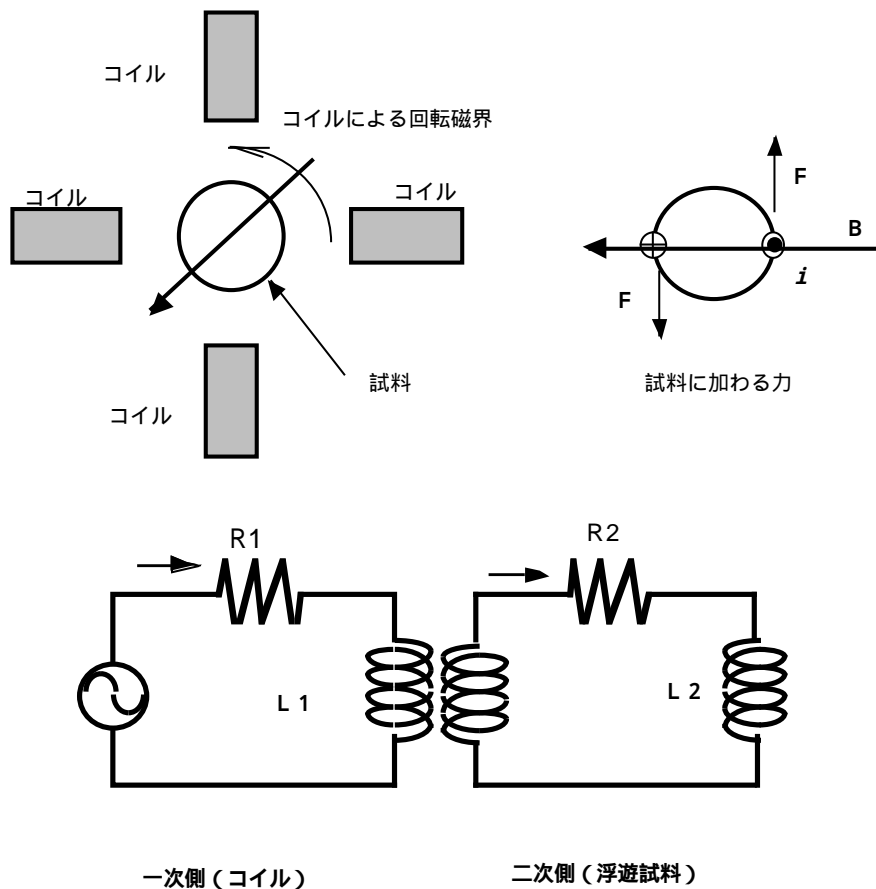 コイル
コイルによる回転磁界
コイル
コイル
試料
コイル
F
B
i
F
試料に加わる力
R1
R2
L 1
L 2
一次側 ( コイル )
二次側 ( 浮遊試料 )